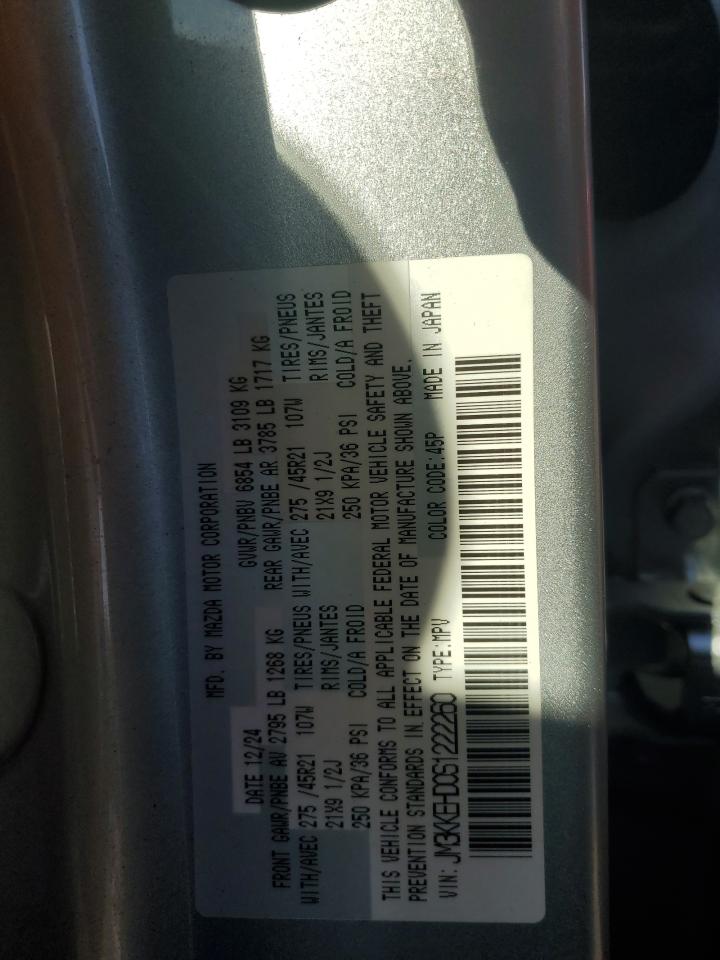 MFD. BY MAZDA MOTOR CORPORATION
DATE 12/24 GVWR/PNBV 6854 LB 3109 KG
FRONT GAWR/PNBE AV 2795 LB 1268 KG REAR GAWR/PNBE AR 3785 LB 1717 KG
WITH/AVEC 275 /45R21 107W TIRES/PNEUS WITH/AVEC 275 /45R21 107W TIRES/PNEUS
21X9 1/2J RIMS/JANTES 21X9 1/2J RIMS/JANTES
250 KPA/36 PSI COLD/A FROID 250 KPA/36 PSI COLD/A FROID
THIS VEHICLE CONFORMS TO ALL APPLICABLE FEDERAL MOTOR VEHICLE SAFETY AND THEFT
PREVENTION STANDARDS IN EFFECT ON THE DATE OF MANUFACTURE SHOWN ABOVE.
VIN: JM3KKEHD0S1222260 TYPE:MPV COLOR CODE:45P MADE IN JAPAN